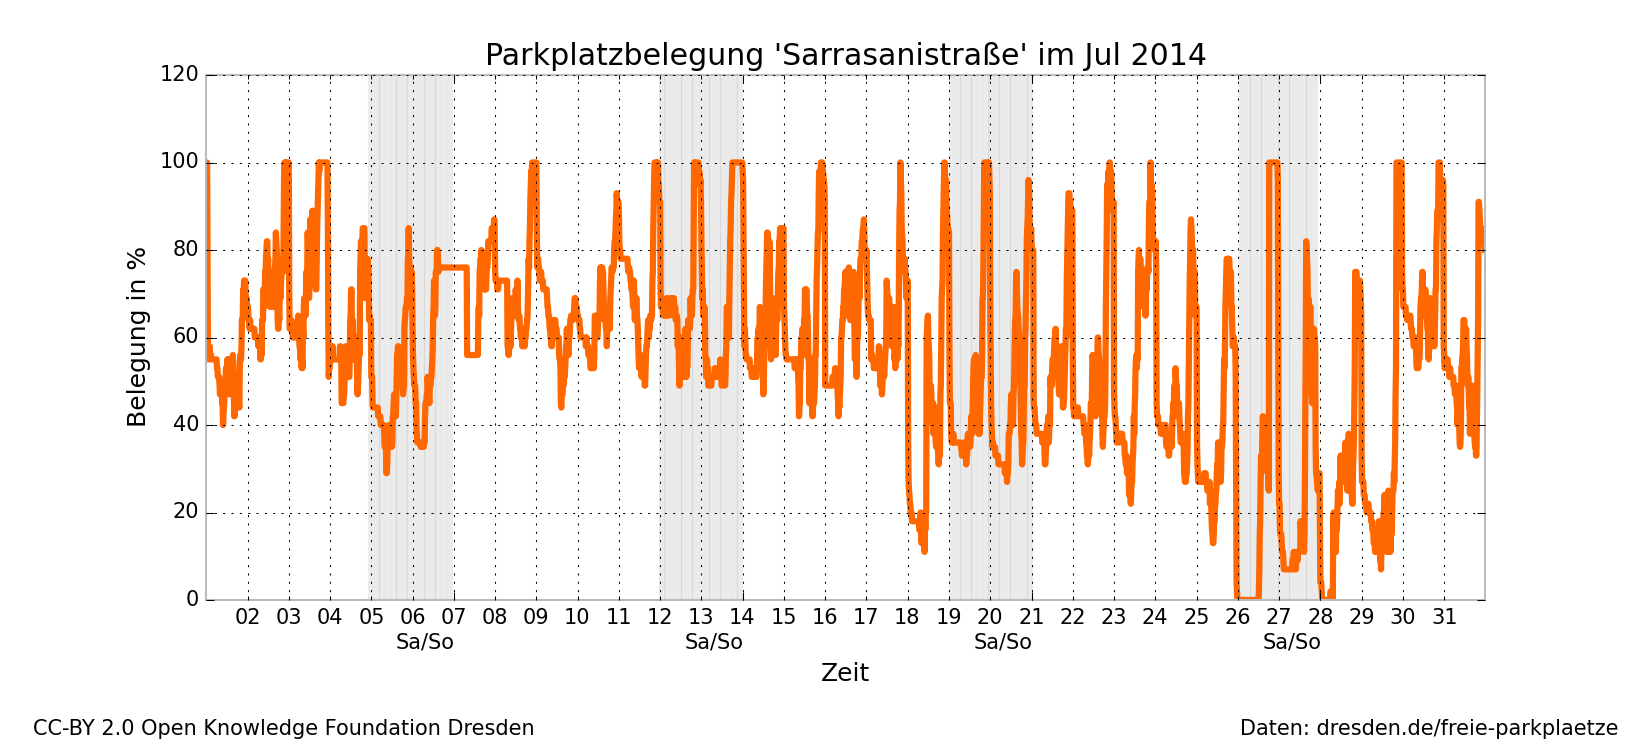 Parkplatzbelegung 'Sarrasanistraße' im Jul 2014
120
100
80
60
40
20
0
Belegung in %
02 03 04 05 06 07 08 09 10 11 12 13 14 15 16 17 18 19 20 21 22 23 24 25 26 27 28 29 30 31
Sa/So Sa/So Sa/So Sa/So
Zeit
CC-BY 2.0 Open Knowledge Foundation Dresden
Daten: dresden.de/freie-parkplaetze